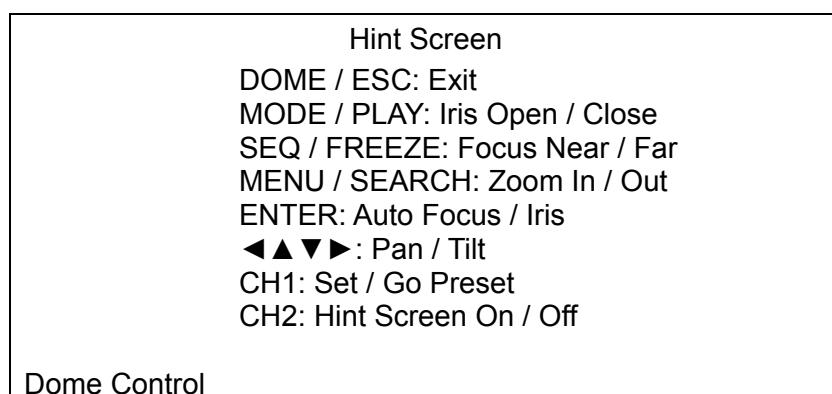 Hint Screen
DOME / ESC: Exit
MODE / PLAY: Iris Open / Close
SEQ / FREEZE: Focus Near / Far
MENU / SEARCH: Zoom In / Out
ENTER: Auto Focus / Iris
◄▲▼►: Pan / Tilt
CH1: Set / Go Preset
CH2: Hint Screen On / Off
Dome Control